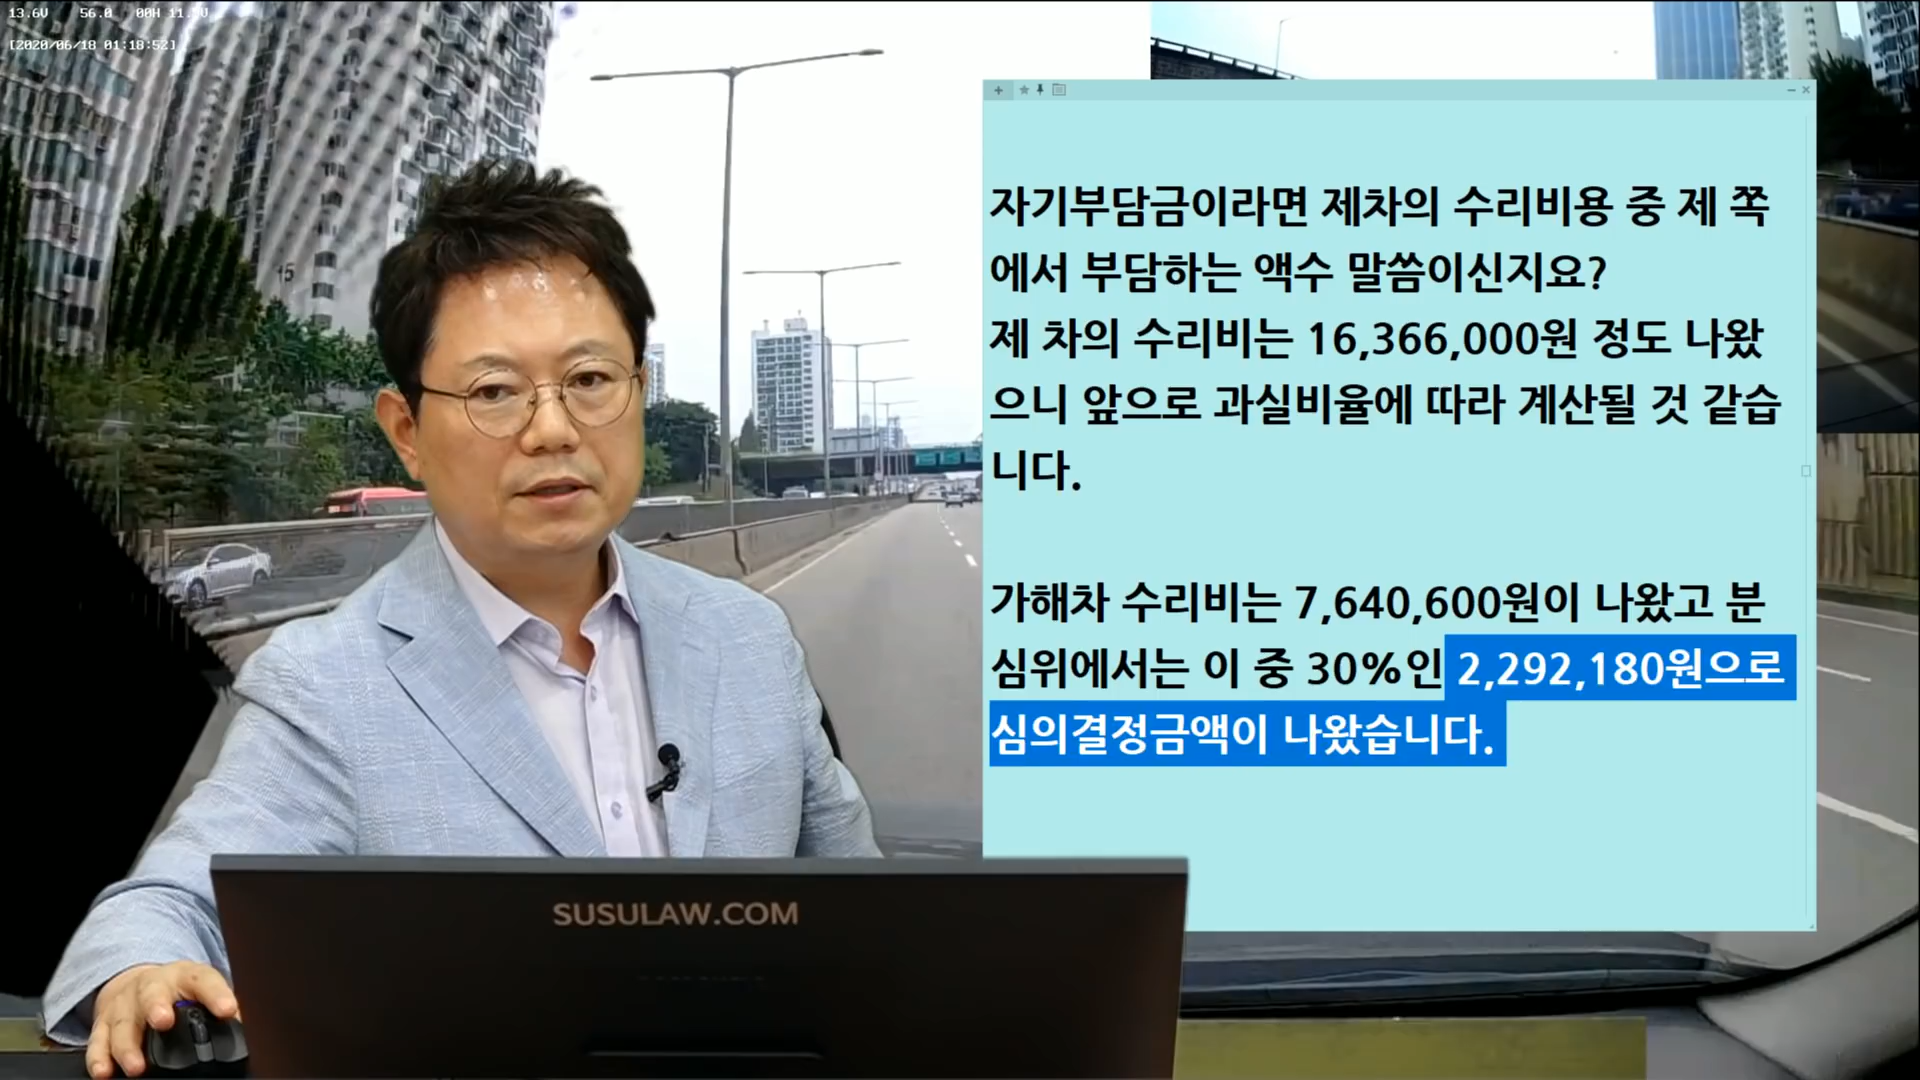 13.6V 56.0 00H
[2020/06/18 01:18:52]
15
자기부담금이라면 제차의 수리비용 중 제 쪽
에서 부담하는 액수 말씀이신지요?
제 차의 수리비는 16,366,000원 정도 나왔
으니 앞으로 과실비율에 따라 계산될 것 같습
니다.
가해차 수리비는 7,640,600원이 나왔고 분
심위에서는 이 중 30%인 2,292,180원으로
심의결정금액이 나왔습니다.
SUSULAW.COM